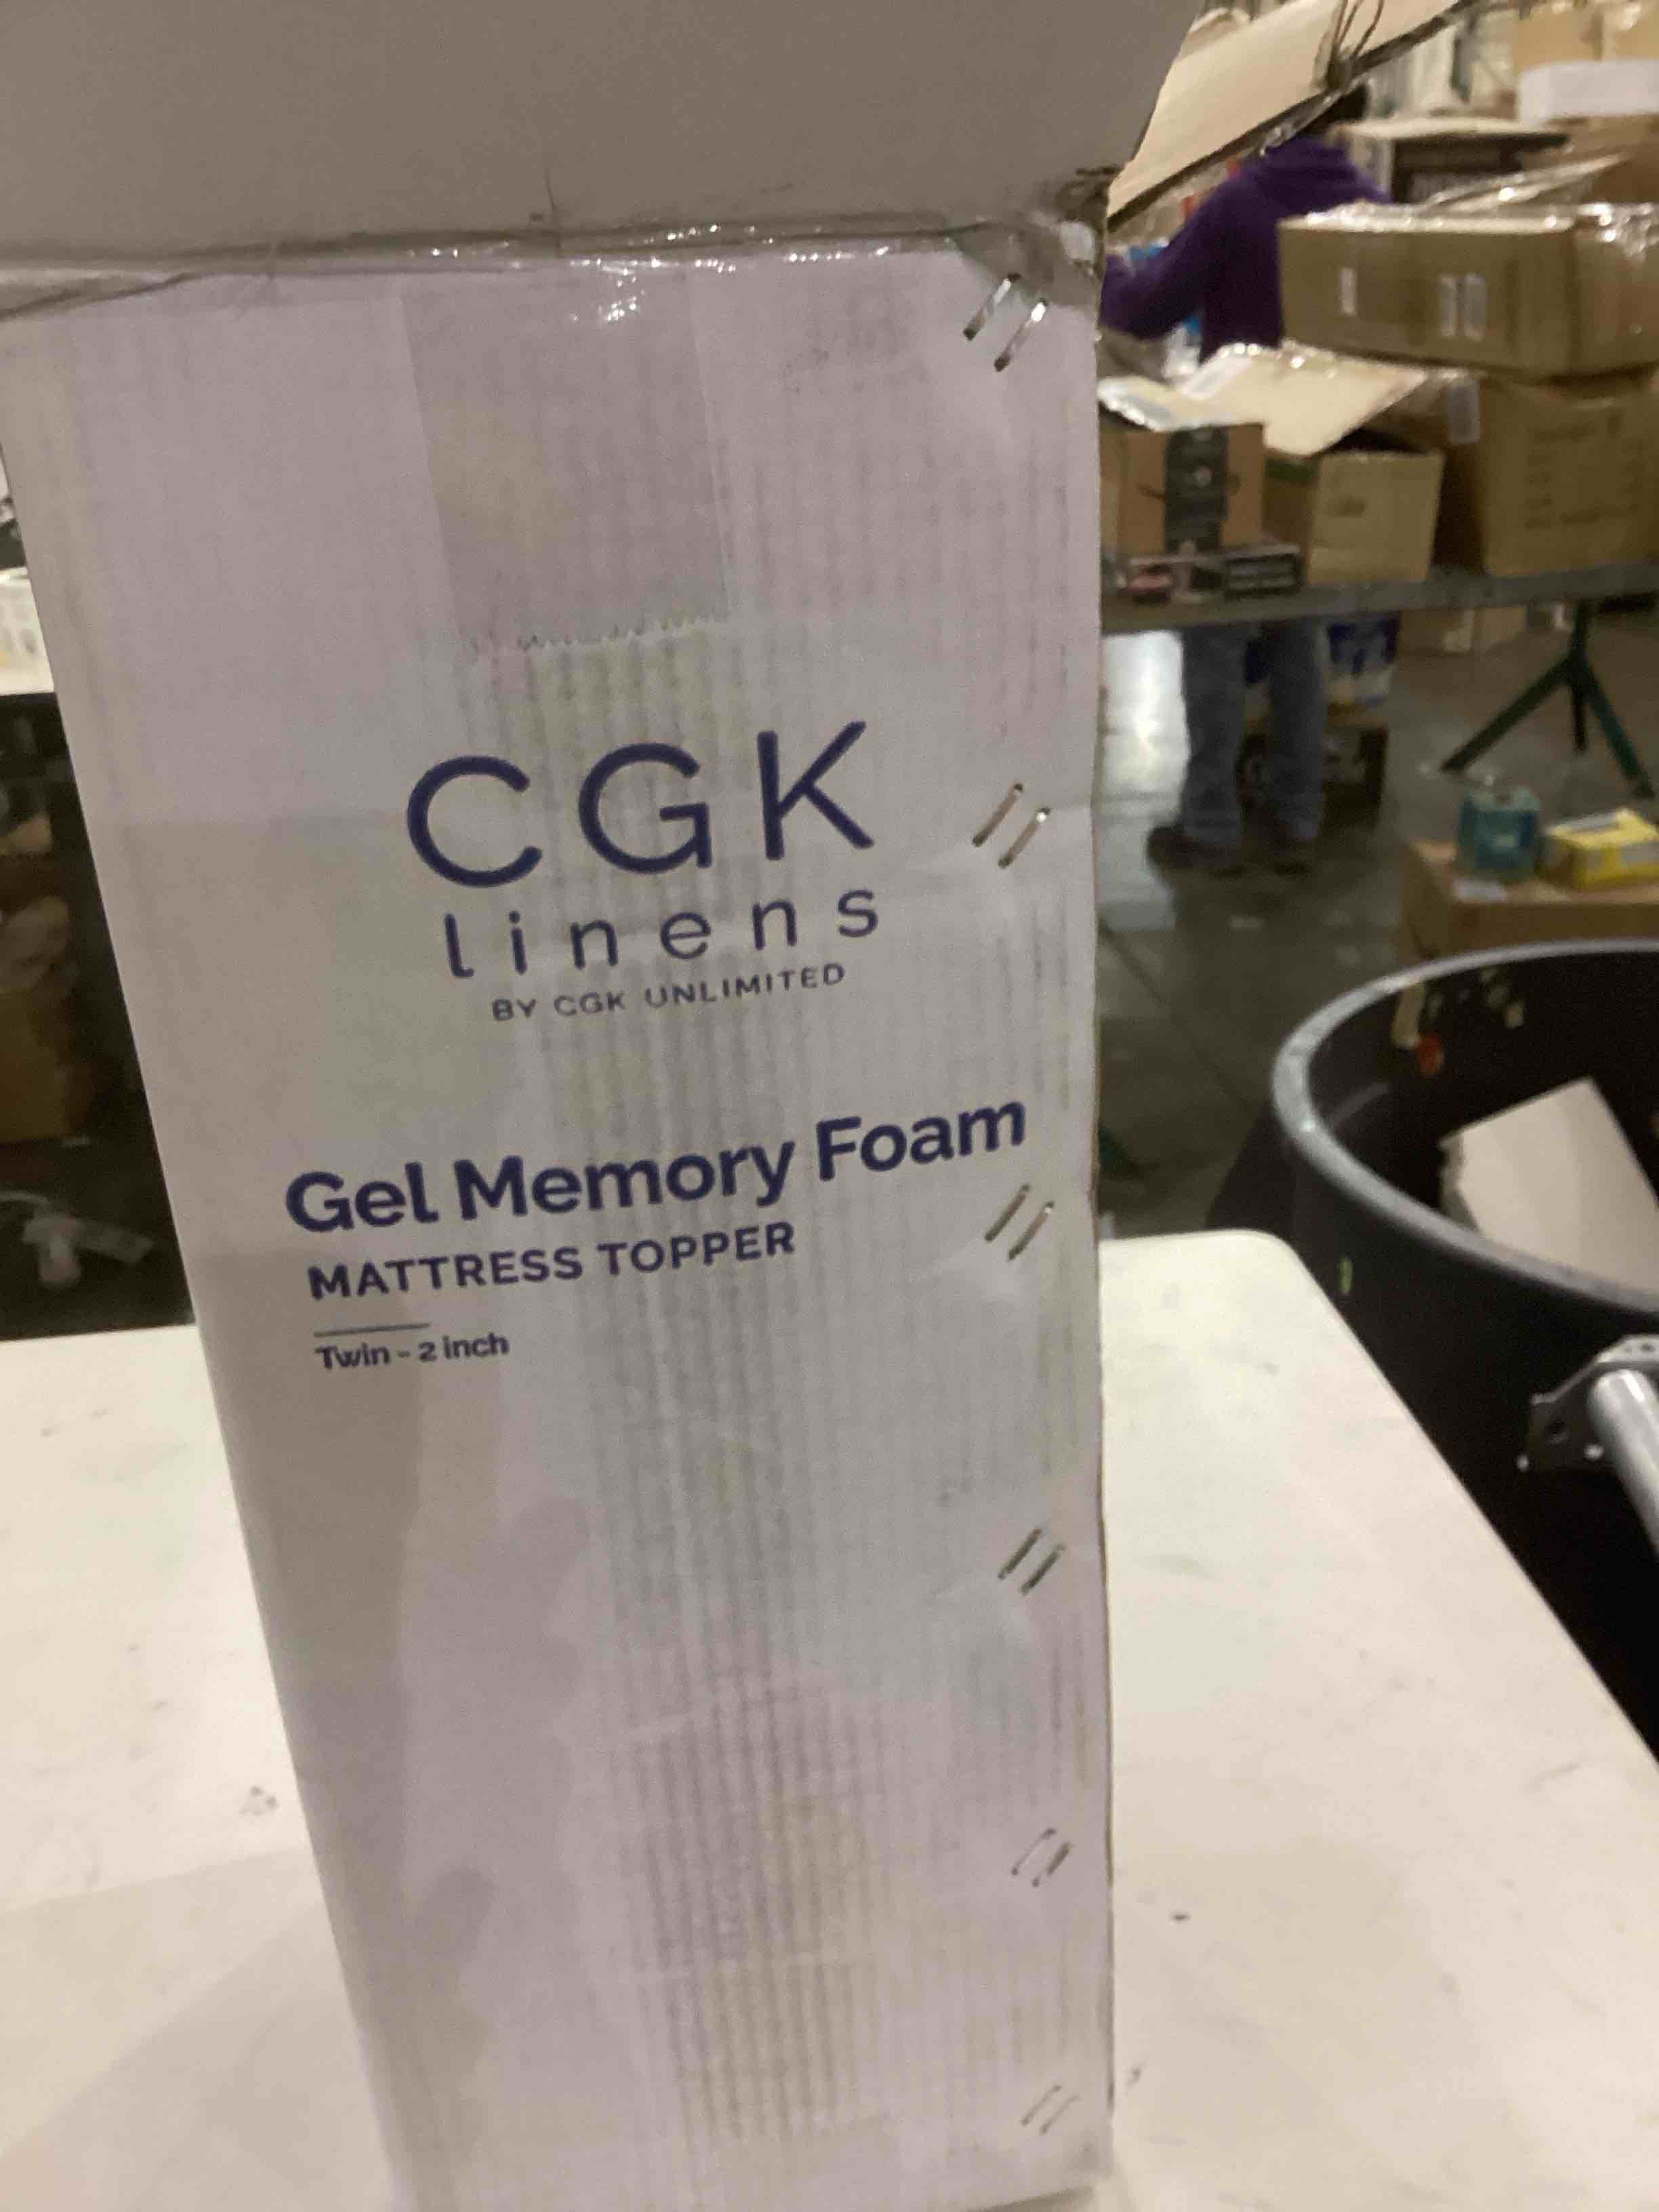 CGK
linens
BY CGK UNLIMITED
Gel Memory Foam
MATTRESS TOPPER
Twin - 2 inch